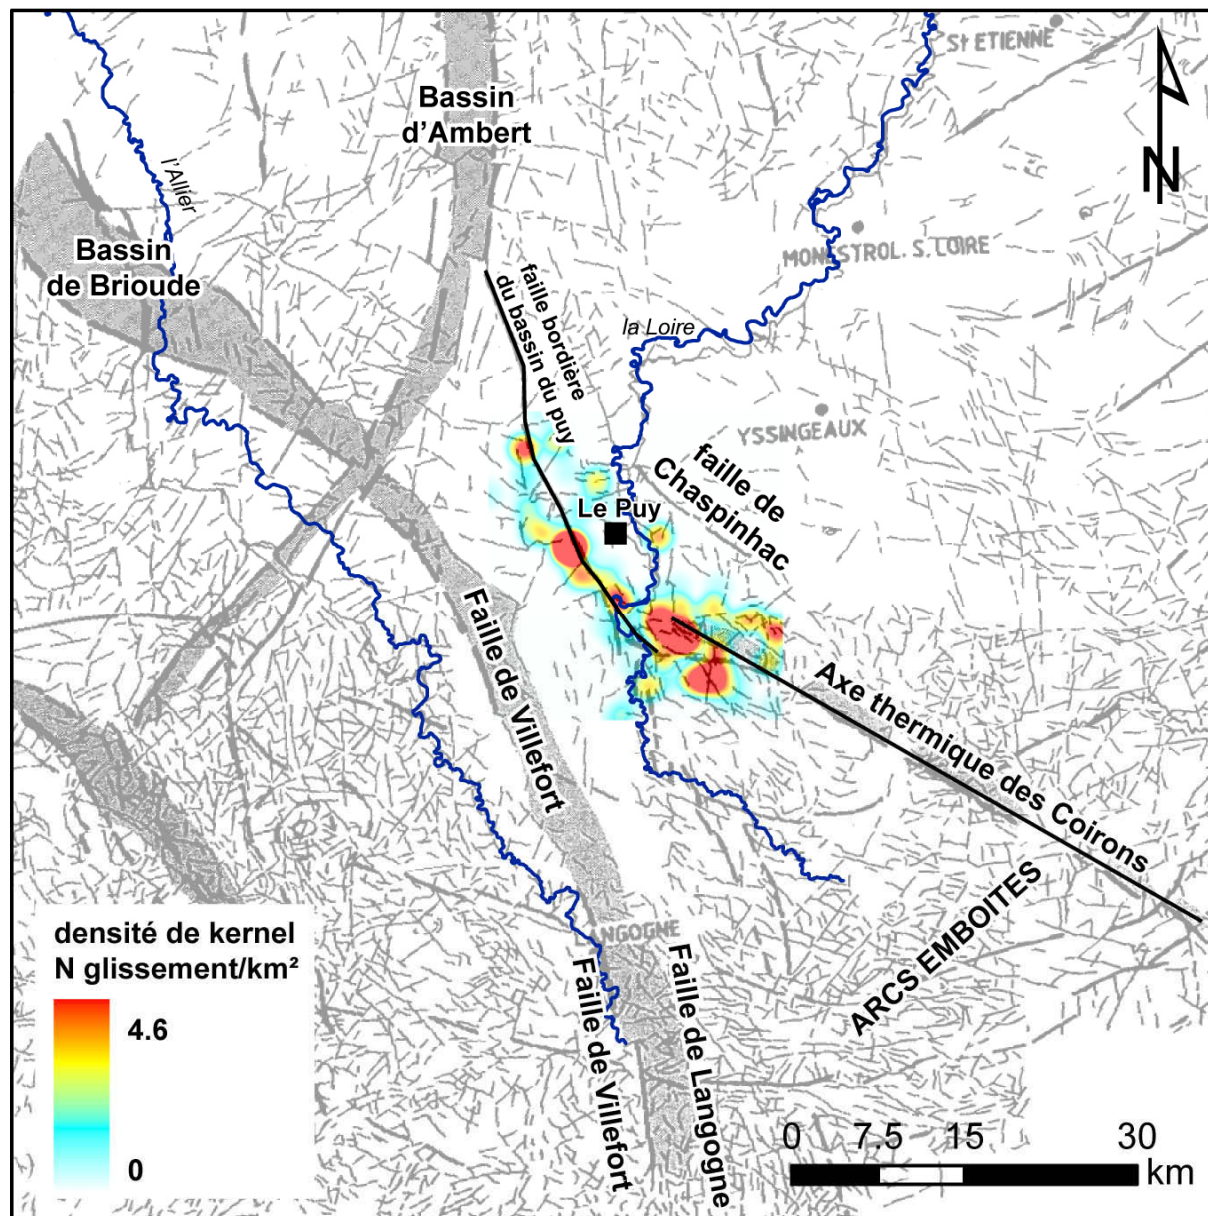 St ETIENNE
Bassin
d'Ambert
N
l'Allier
MONESTROL. S. LOIRE
Bassin
de Brioude
faille bordière
du bassin du puy
la Loire
YSSINGEAUX
faille de
Chaspinhac
Le Puy
Faille de Villefort
Axe thermique des Coirons
ARCS EMBOITES
NGOGNE
Faille de Villefort
Faille de Langogne
densité de kernel
N glissement/km²
4.6
0
0 7.5 15 30
km